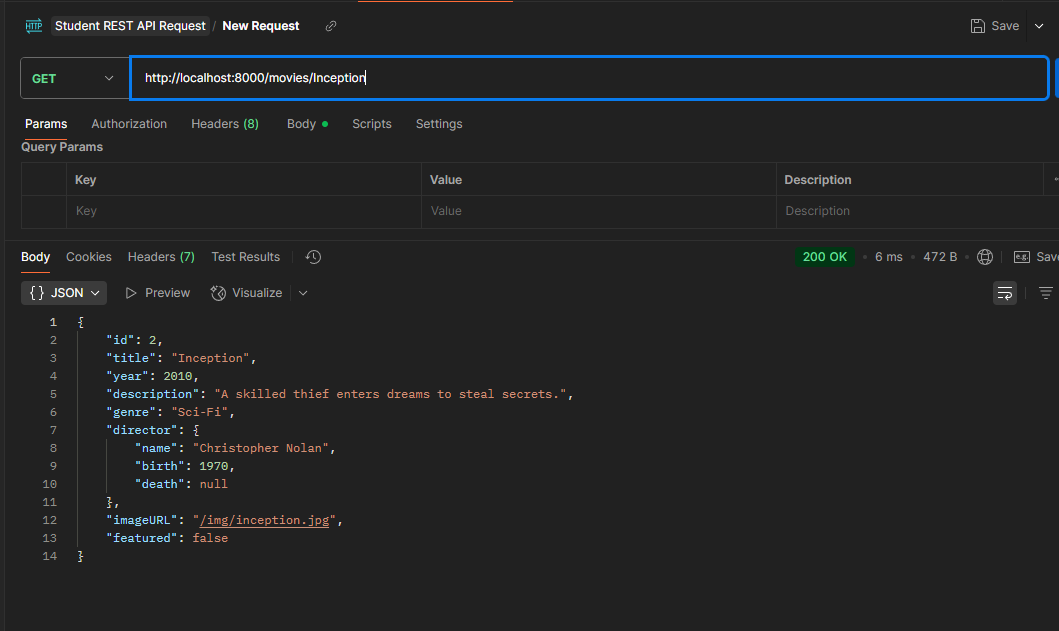 HTTP Student REST API Request / New Request Save
GET http://localhost:8000/movies/Inception
Params Authorization Headers (8) Body Scripts Settings
Query Params
Key Value Description
Key Value Description
Body Cookies Headers (7) Test Results 200 OK 6 ms 472 B e.g. Save
{} JSON Preview Visualize
1 {
2 "id": 2,
3 "title": "Inception",
4 "year": 2010,
5 "description": "A skilled thief enters dreams to steal secrets.",
6 "genre": "Sci-Fi",
7 "director": {
8 "name": "Christopher Nolan",
9 "birth": 1970,
10 "death": null
11 },
12 "imageURL": "/img/inception.jpg",
13 "featured": false
14 }